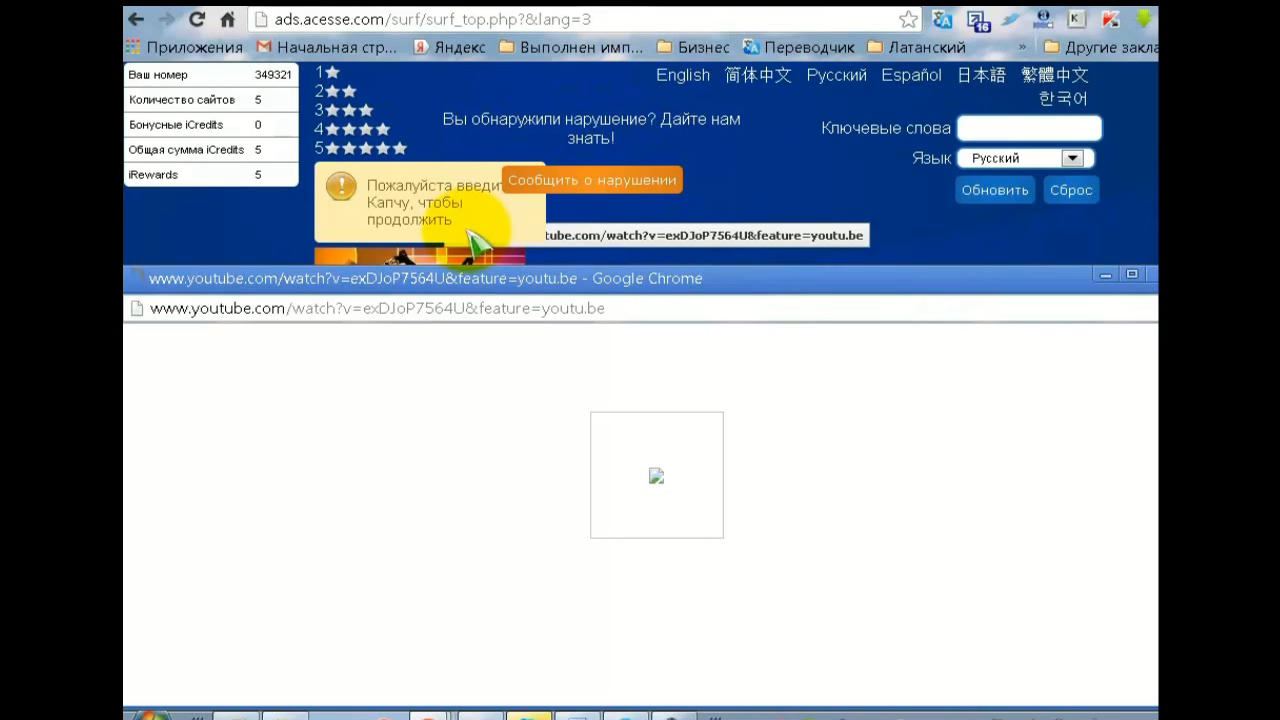 ads.acesse.com/surf/surf_top.php?&lang=3
16
K
Приложения
Начальная стр...
Яндекс
Выполнен имп...
Бизнес
Переводчик
Латанский
»
Другие закла
Ваш номер 349321
Количество сайтов 5
Бонусные iCredits 0
Общая сумма iCredits 5
iRewards 5
1
2
3
4
5
Вы обнаружили нарушение? Дайте нам
знать!
Сообщить о нарушении
English 简体中文 Русский Español 日本語 繁體中文
한국어
Ключевые слова
Язык Русский
Обновить Сброс
Пожалуйста введит
Капчу, чтобы
продолжить
tube.com/watch?v=exDJoP7564U&feature=youtu.be
www.youtube.com/watch?v=exDJoP7564U&feature=youtu.be - Google Chrome
www.youtube.com/watch?v=exDJoP7564U&feature=youtu.be